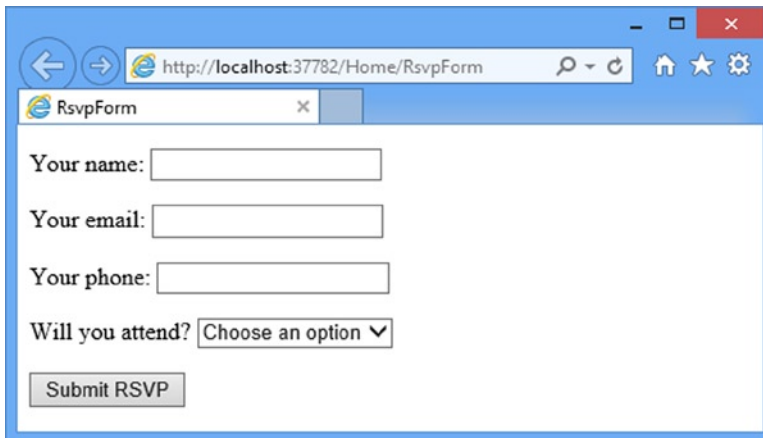 http://localhost:37782/Home/RsvpForm
RsvpForm
Your name:
Your email:
Your phone:
Will you attend? Choose an option
Submit RSVP